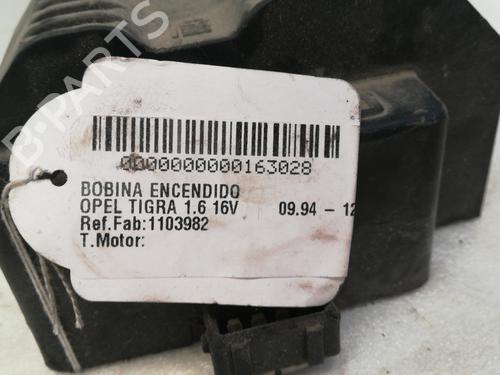 B-PARTS
0000000000163028
BOBINA ENCENDIDO
OPEL TIGRA 1.6 16V 09.94 - 12
Ref.Fab:1103982
T.Motor: